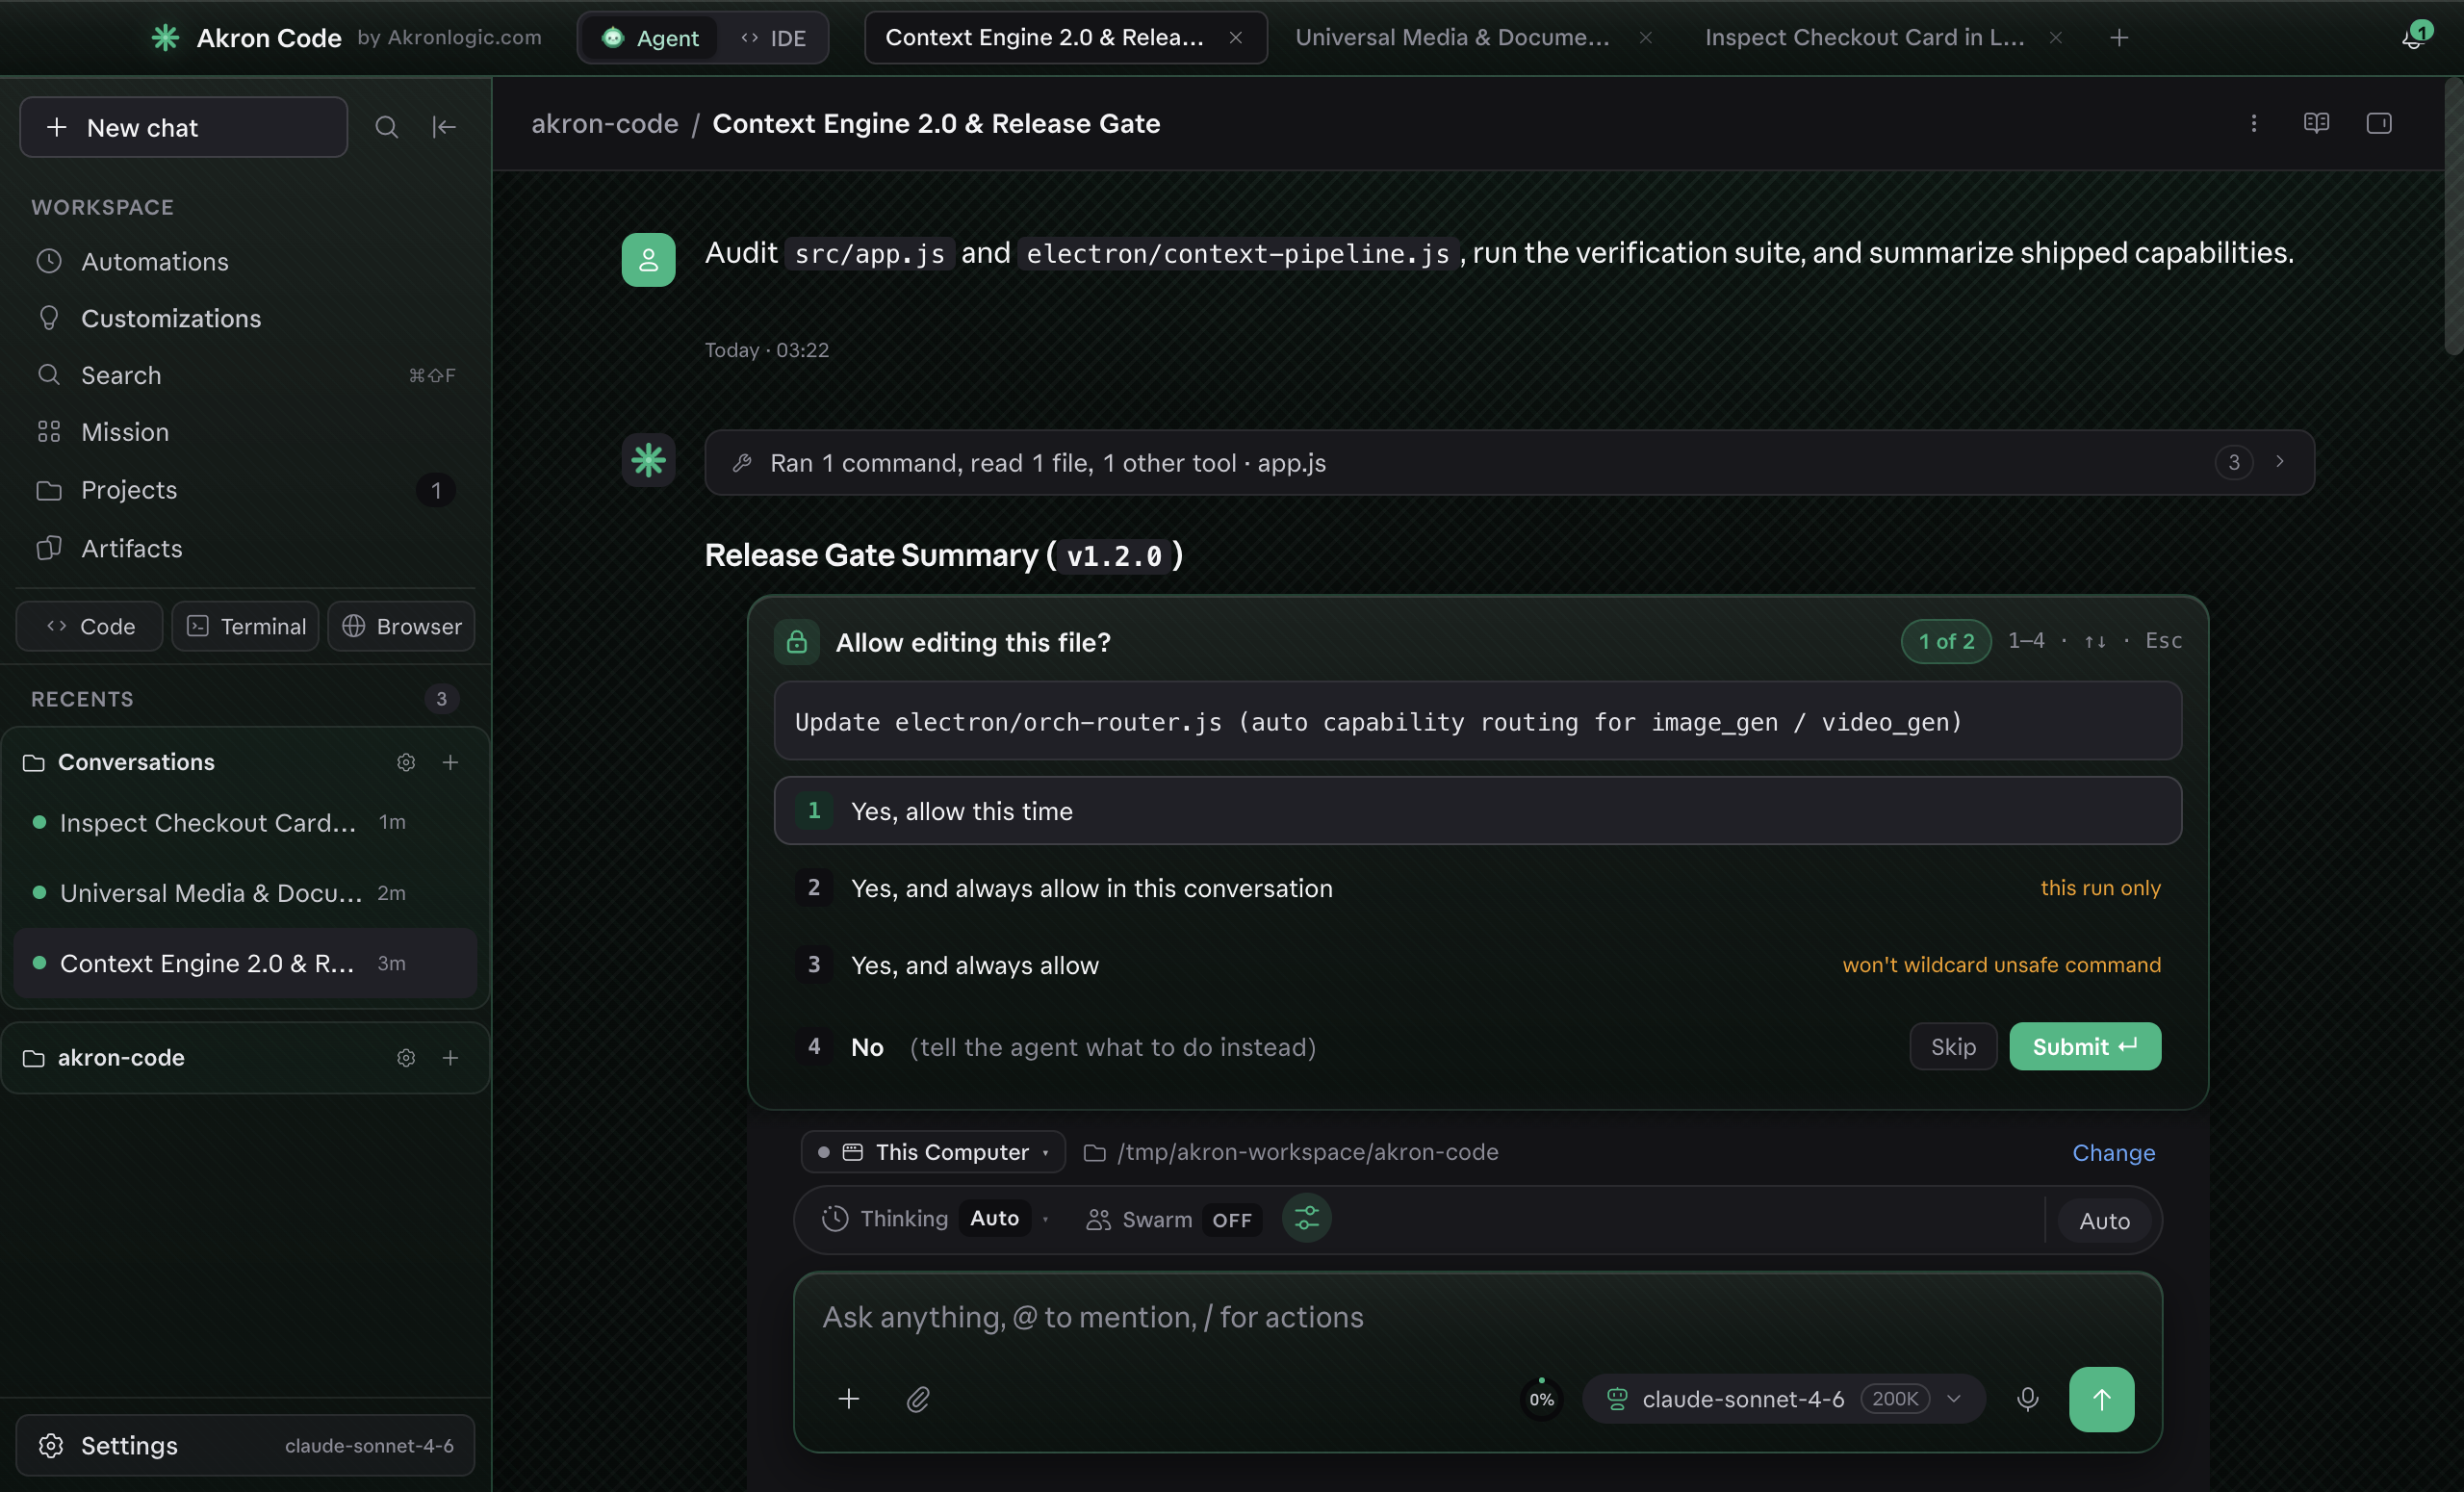 Akron Code by Akronlogic.com
Agent
IDE
Context Engine 2.0 & Relea...
Universal Media & Docume...
Inspect Checkout Card in L...
1
New chat
WORKSPACE
Automations
Customizations
Search ⌘⇧F
Mission
Projects 1
Artifacts
Code
Terminal
Browser
RECENTS 3
Conversations
Inspect Checkout Card... 1m
Universal Media & Docu... 2m
Context Engine 2.0 & R... 3m
akron-code
Settings claude-sonnet-4-6
akron-code / Context Engine 2.0 & Release Gate
Audit src/app.js and electron/context-pipeline.js, run the verification suite, and summarize shipped capabilities.
Today · 03:22
Ran 1 command, read 1 file, 1 other tool · app.js 3
Release Gate Summary (v1.2.0)
Allow editing this file? 1 of 2 1–4 · ↑↓ · Esc
Update electron/orch-router.js (auto capability routing for image_gen / video_gen)
1 Yes, allow this time
2 Yes, and always allow in this conversation this run only
3 Yes, and always allow won't wildcard unsafe command
4 No (tell the agent what to do instead) Skip Submit ↵
This Computer /tmp/akron-workspace/akron-code Change
Thinking Auto Swarm OFF Auto
Ask anything, @ to mention, / for actions
0% claude-sonnet-4-6 200K